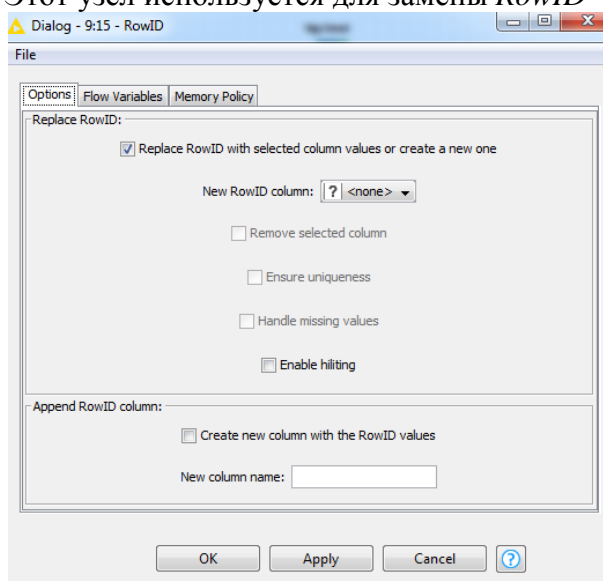 Этот узел используется для замены RowID
Dialog - 9:15 - RowID
File
Options Flow Variables Memory Policy
Replace RowID:
Replace RowID with selected column values or create a new one
New RowID column: ? <none>
Remove selected column
Ensure uniqueness
Handle missing values
Enable hiliting
Append RowID column:
Create new column with the RowID values
New column name:
OK Apply Cancel ?